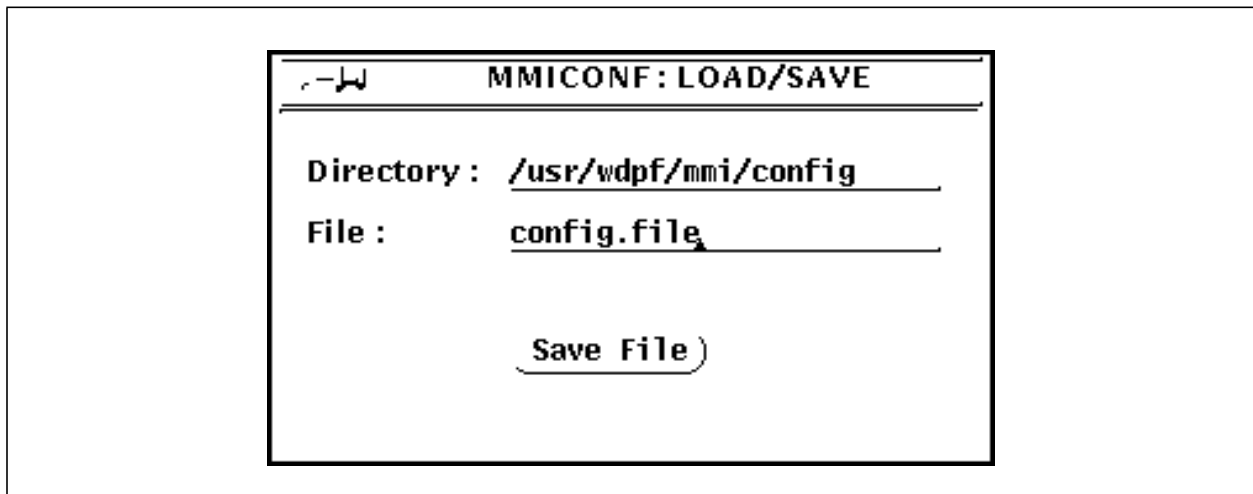 MMICONF: LOAD/SAVE
Directory: /usr/wdpf/mmi/config
File: config.file
Save File